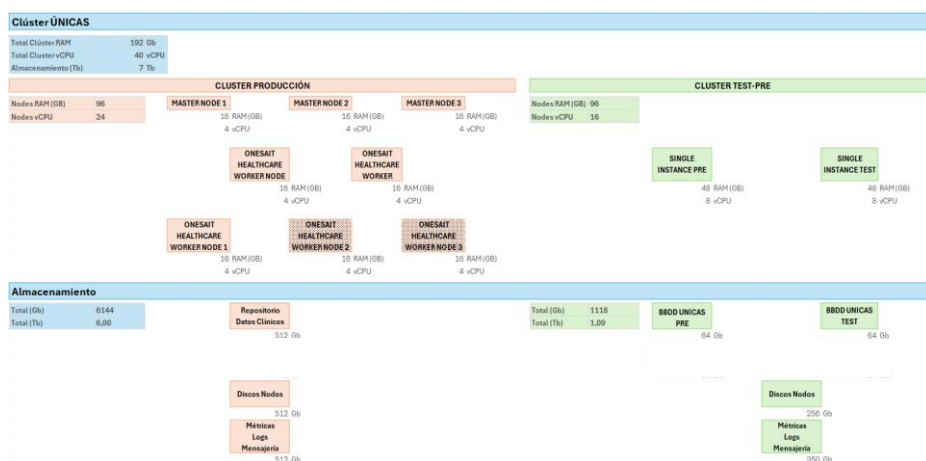 Clúster ÚNICAS
Total Clúster RAM 192 Gb
Total Cluster vCPU 40 vCPU
Almacenamiento (Tb) 7 Tb
CLUSTER PRODUCCIÓN
CLUSTER TEST-PRE
Nodes RAM (GB) 96
Nodes vCPU 24
MASTER NODE 1
MASTER NODE 2
MASTER NODE 3
16 RAM (GB)
4 vCPU
16 RAM (GB)
4 vCPU
16 RAM (GB)
4 vCPU
Nodes RAM (GB) 96
Nodes vCPU 16
ONESAIT
HEALTHCARE
WORKER NODE
16 RAM (GB)
4 vCPU
ONESAIT
HEALTHCARE
WORKER
16 RAM (GB)
4 vCPU
SINGLE
INSTANCE PRE
48 RAM (GB)
8 vCPU
SINGLE
INSTANCE TEST
48 RAM (GB)
8 vCPU
ONESAIT
HEALTHCARE
WORKER NODE 1
16 RAM (GB)
4 vCPU
ONESAIT
HEALTHCARE
WORKER NODE 2
16 RAM (GB)
4 vCPU
ONESAIT
HEALTHCARE
WORKER NODE 3
16 RAM (GB)
4 vCPU
Almacenamiento
Total (Gb) 6144
Total (Tb) 6,00
Repositorio
Datos Clínicos
512 Gb
Total (Gb) 1118
Total (Tb) 1,09
BBDD UNICAS
PRE
64 Gb
BBDD UNICAS
TEST
64 Gb
Discos Nodos
512 Gb
Discos Nodos
256 Gb
Métricas
Logs
Mensajería
512 Gb
Métricas
Logs
Mensajería
350 Gb